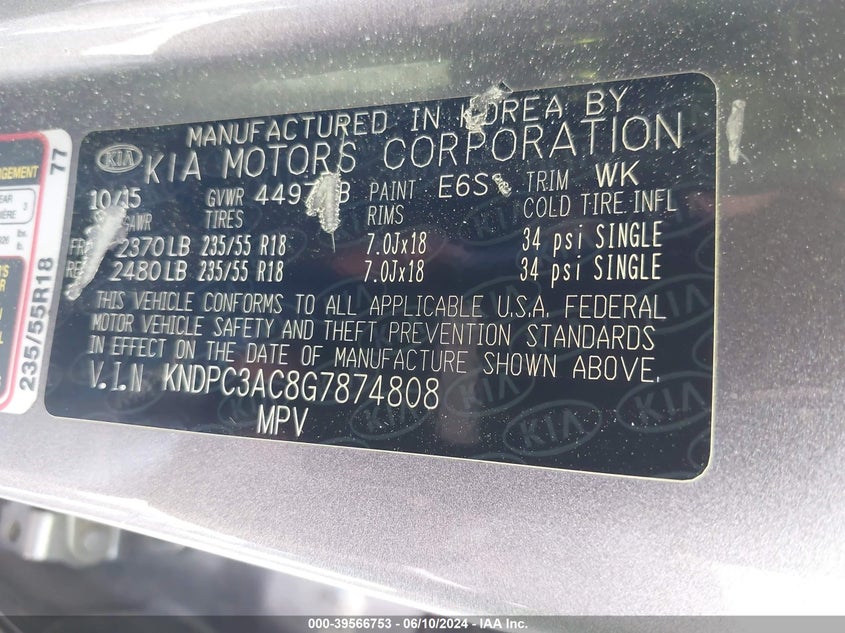 MANUFACTURED IN KOREA BY
KIA KIA MOTORS CORPORATION
10/15 GVWR PAINT TRIM WK
GAWR TIRES RIMS COLD TIRE INFL
2370LB 235/55 R18 7.0Jx18 34 psi SINGLE
2480LB 235/55 R18 7.0Jx18 34 psi SINGLE
THIS VEHICLE CONFORMS TO ALL APPLICABLE U.S.A. FEDERAL
MOTOR VEHICLE SAFETY AND THEFT PREVENTION STANDARDS
IN EFFECT ON THE DATE OF MANUFACTURE SHOWN ABOVE.
V.I.N KNDPC3AC8G7874808
MPV
77
235/55R18
000-39566753 - 06/10/2024 - IAA Inc.